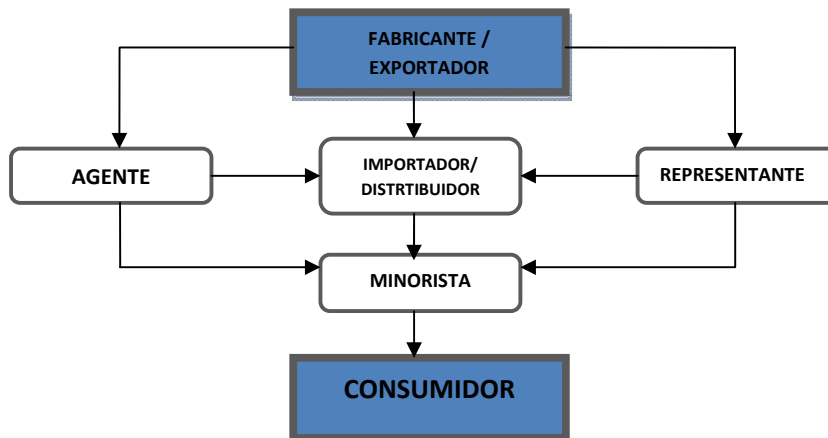 FABRICANTE /
EXPORTADOR
AGENTE
IMPORTADOR/
DISTRTIBUIDOR
REPRESENTANTE
MINORISTA
CONSUMIDOR